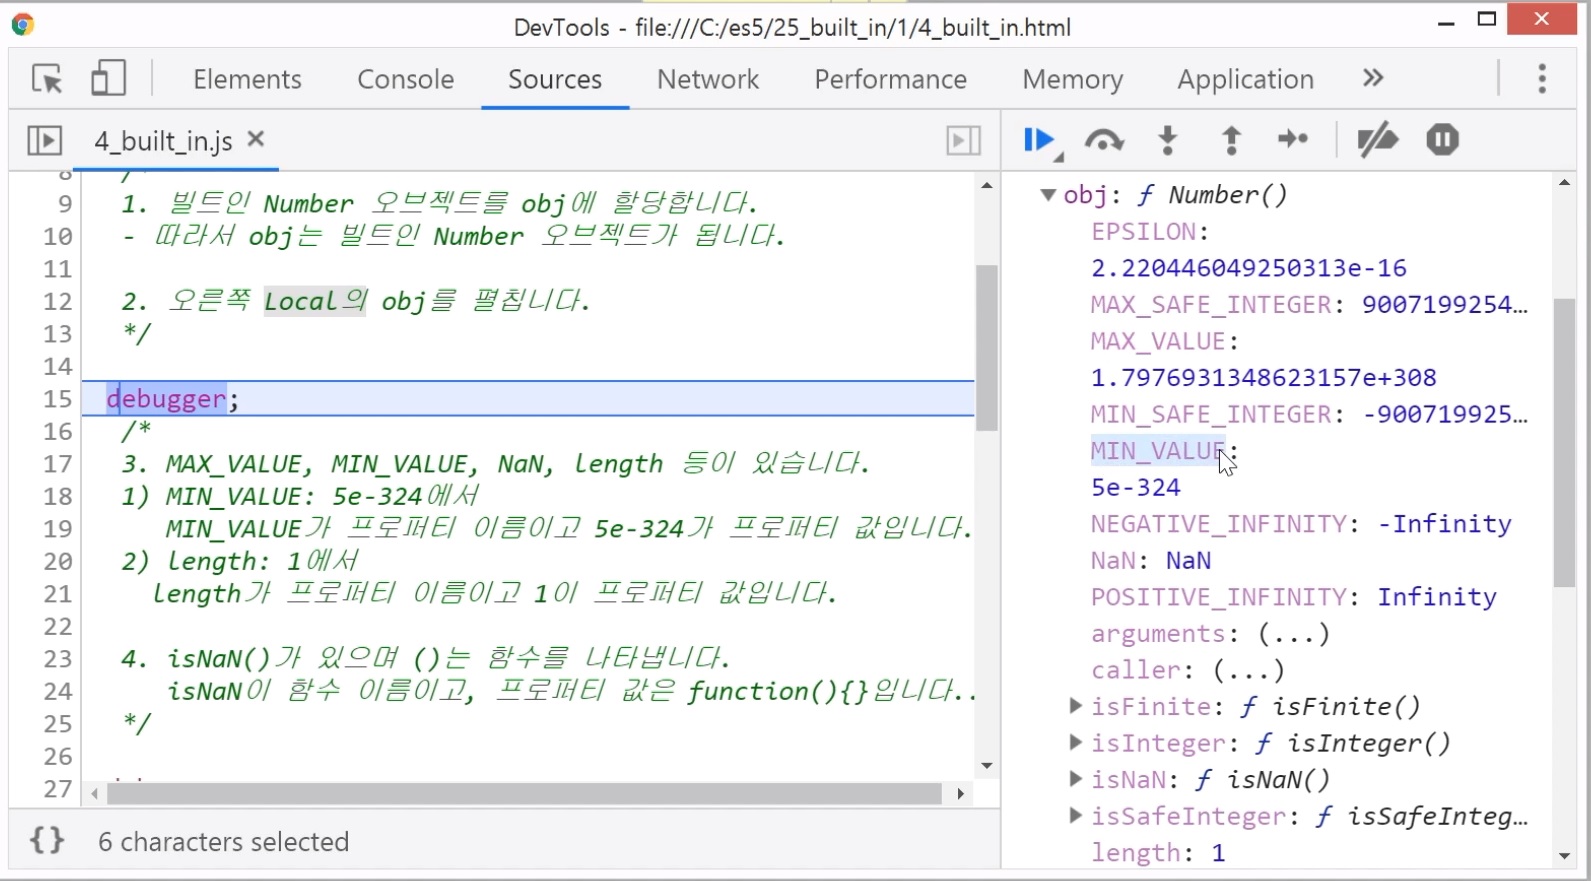 DevTools - file:///C:/es5/25_built_in/1/4_built_in.html
Elements Console Sources Network Performance Memory Application »
4_built_in.js ×
8 /*
9 1. 빌트인 Number 오브젝트를 obj에 할당합니다.
10 - 따라서 obj는 빌트인 Number 오브젝트가 됩니다.
11
12 2. 오른쪽 Local의 obj를 펼칩니다.
13 */
14
15 debugger;
16 /*
17 3. MAX_VALUE, MIN_VALUE, NaN, length 등이 있습니다.
18 1) MIN_VALUE: 5e-324에서
19 MIN_VALUE가 프로퍼티 이름이고 5e-324가 프로퍼티 값입니다.
20 2) length: 1에서
21 length가 프로퍼티 이름이고 1이 프로퍼티 값입니다.
22
23 4. isNaN()가 있으며 ()는 함수를 나타냅니다.
24 isNaN이 함수 이름이고, 프로퍼티 값은 function(){}입니다..
25 */
26
27
{} 6 characters selected
obj: ƒ Number()
EPSILON:
2.220446049250313e-16
MAX_SAFE_INTEGER: 9007199254…
MAX_VALUE:
1.7976931348623157e+308
MIN_SAFE_INTEGER: -900719925…
MIN_VALUE:
5e-324
NEGATIVE_INFINITY: -Infinity
NaN: NaN
POSITIVE_INFINITY: Infinity
arguments: (...)
caller: (...)
isFinite: ƒ isFinite()
isInteger: ƒ isInteger()
isNaN: ƒ isNaN()
isSafeInteger: ƒ isSafeInteg…
length: 1